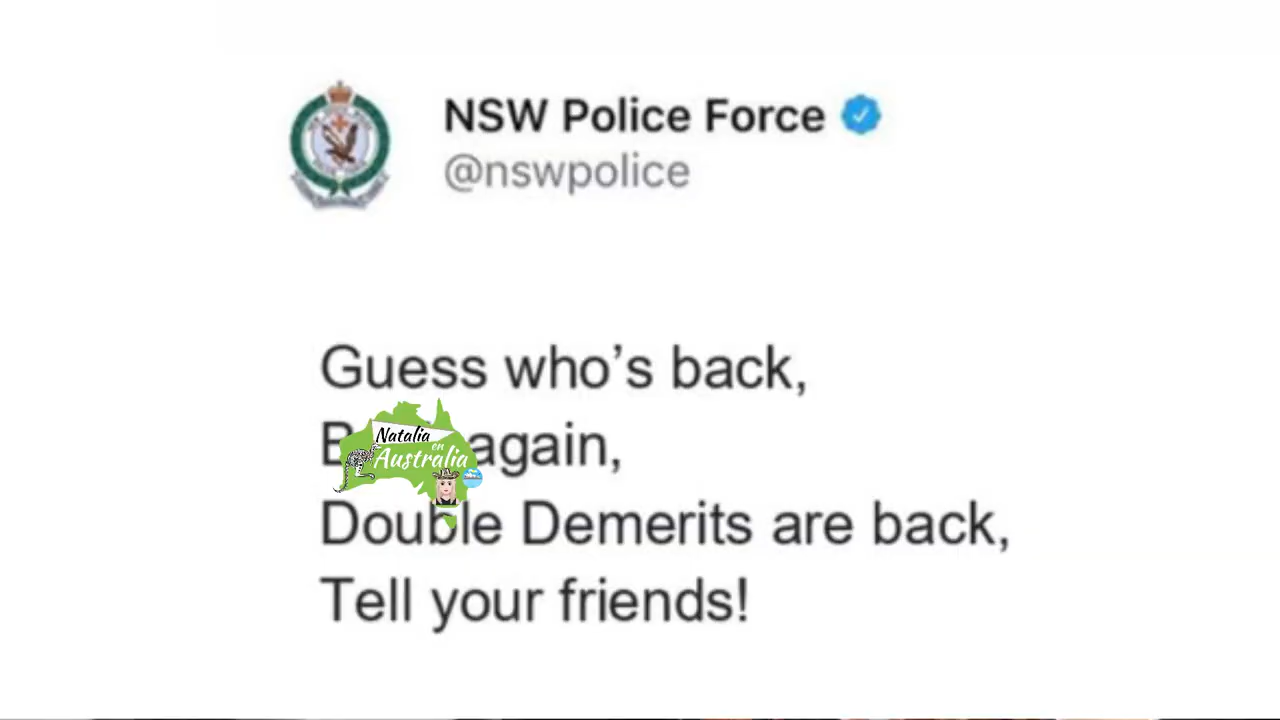 NSW Police Force
@nswpolice
Guess who’s back,
again,
Natalia
en
Australia
Double Demerits are back,
Tell your friends!